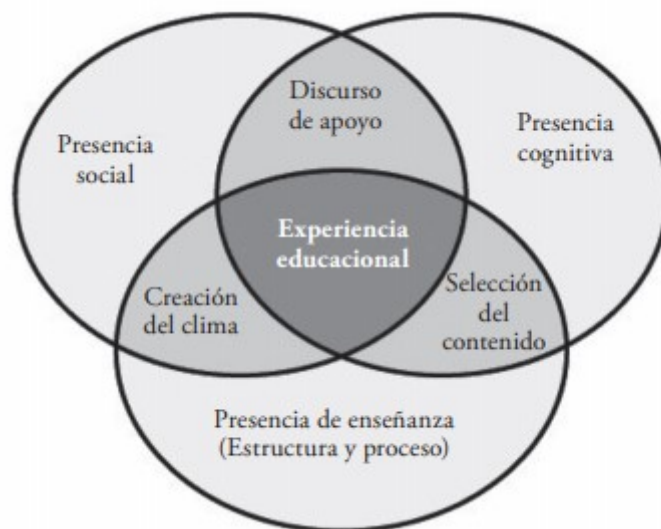 Discurso
de apoyo
Presencia
social
Presencia
cognitiva
Experiencia
educacional
Creación
del clima
Selección
del
contenido
Presencia de enseñanza
(Estructura y proceso)